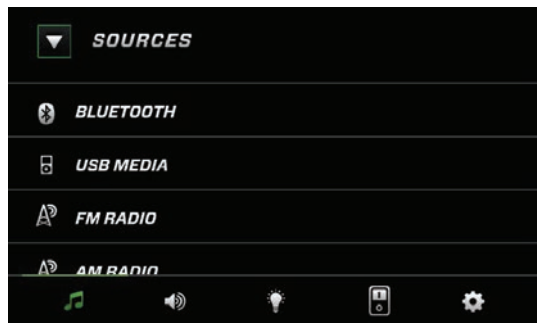 SOURCES
BLUETOOTH
USB MEDIA
FM RADIO
AM RADIO